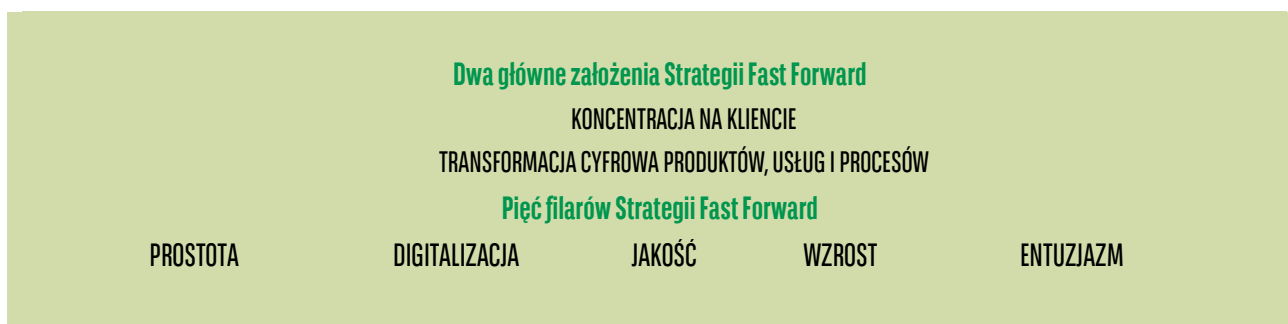 Dwa główne założenia Strategii Fast Forward
KONCENTRACJA NA KLIENCIE
TRANSFORMACJA CYFROWA PRODUKTÓW, USŁUG I PROCESÓW
Pięć filarów Strategii Fast Forward
PROSTOTA DIGITALIZACJA JAKOŚĆ WZROST ENTUZJAZM